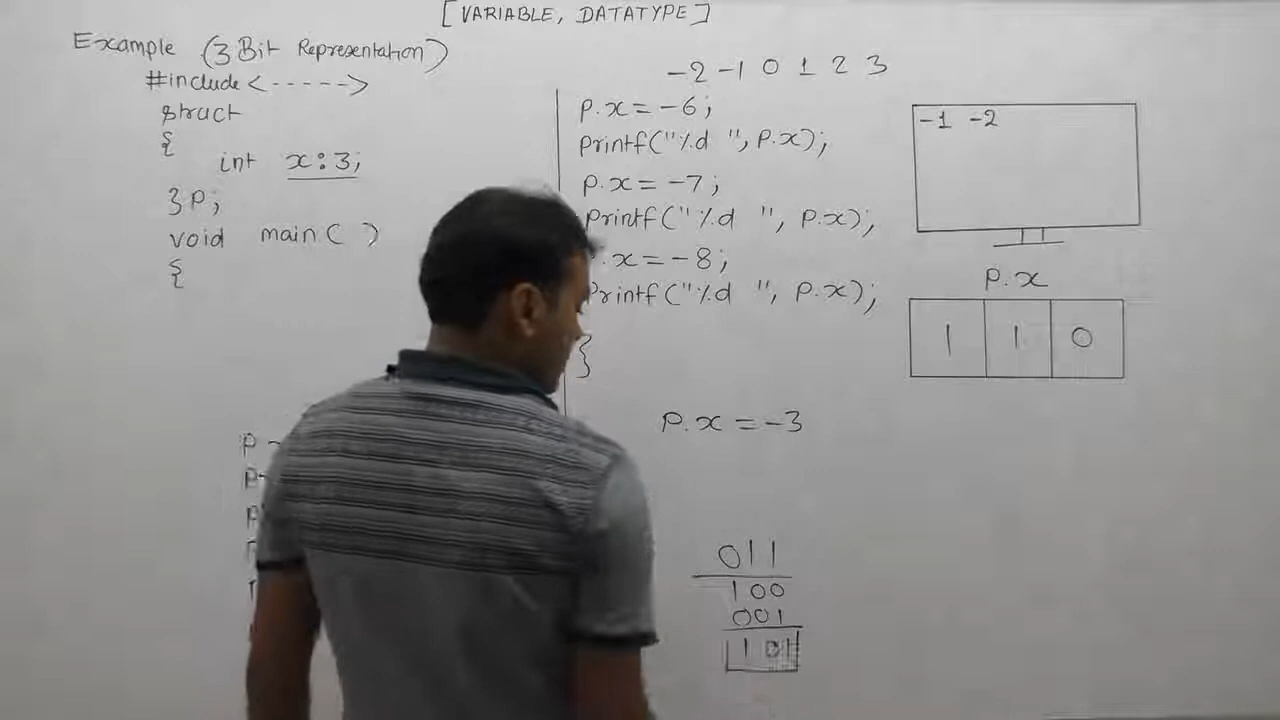 [VARIABLE, DATATYPE]
Example (3 Bit Representation)
#include<----->
struct
{
int x:3;
}p;
void main( )
{
-2 -1 0 1 2 3
p.x = -6;
printf("%d ", p.x);
p.x = -7;
printf("%d ", p.x);
.x = -8;
printf("%d ", p.x);
}
-1 -2
p.x
1 1 0
p.x = -3
011
100
001
101
p -
p-
p